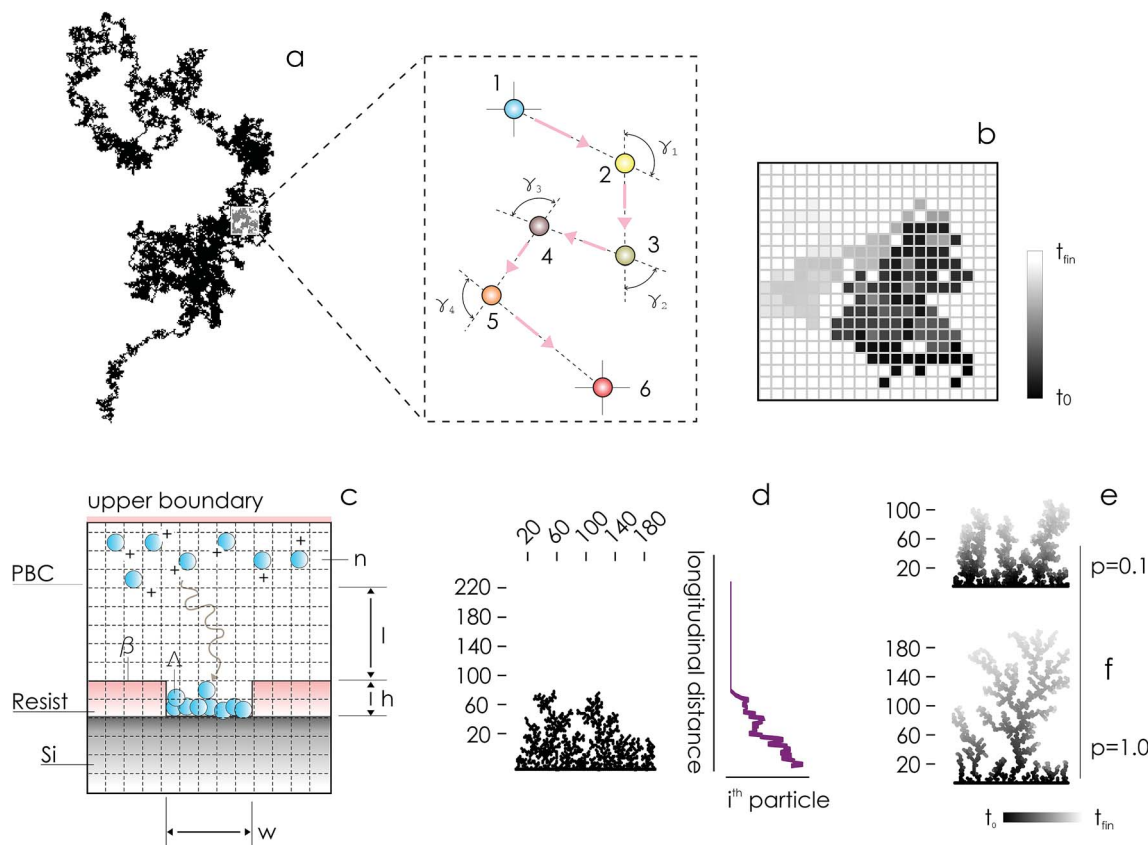 a
1
2
3
4
5
6
γ₁
γ₂
γ₃
γ₄
b
t fin
t0
upper boundary
c
n
PBC
l
β
Λ
h
Resist
Si
w
d
20 60 100 140 180
220
180
140
100
60
20
longitudinal distance
iᵗʰ particle
e
100
60
20
p=0.1
f
180
140
100
60
20
p=1.0
t₀
t fin